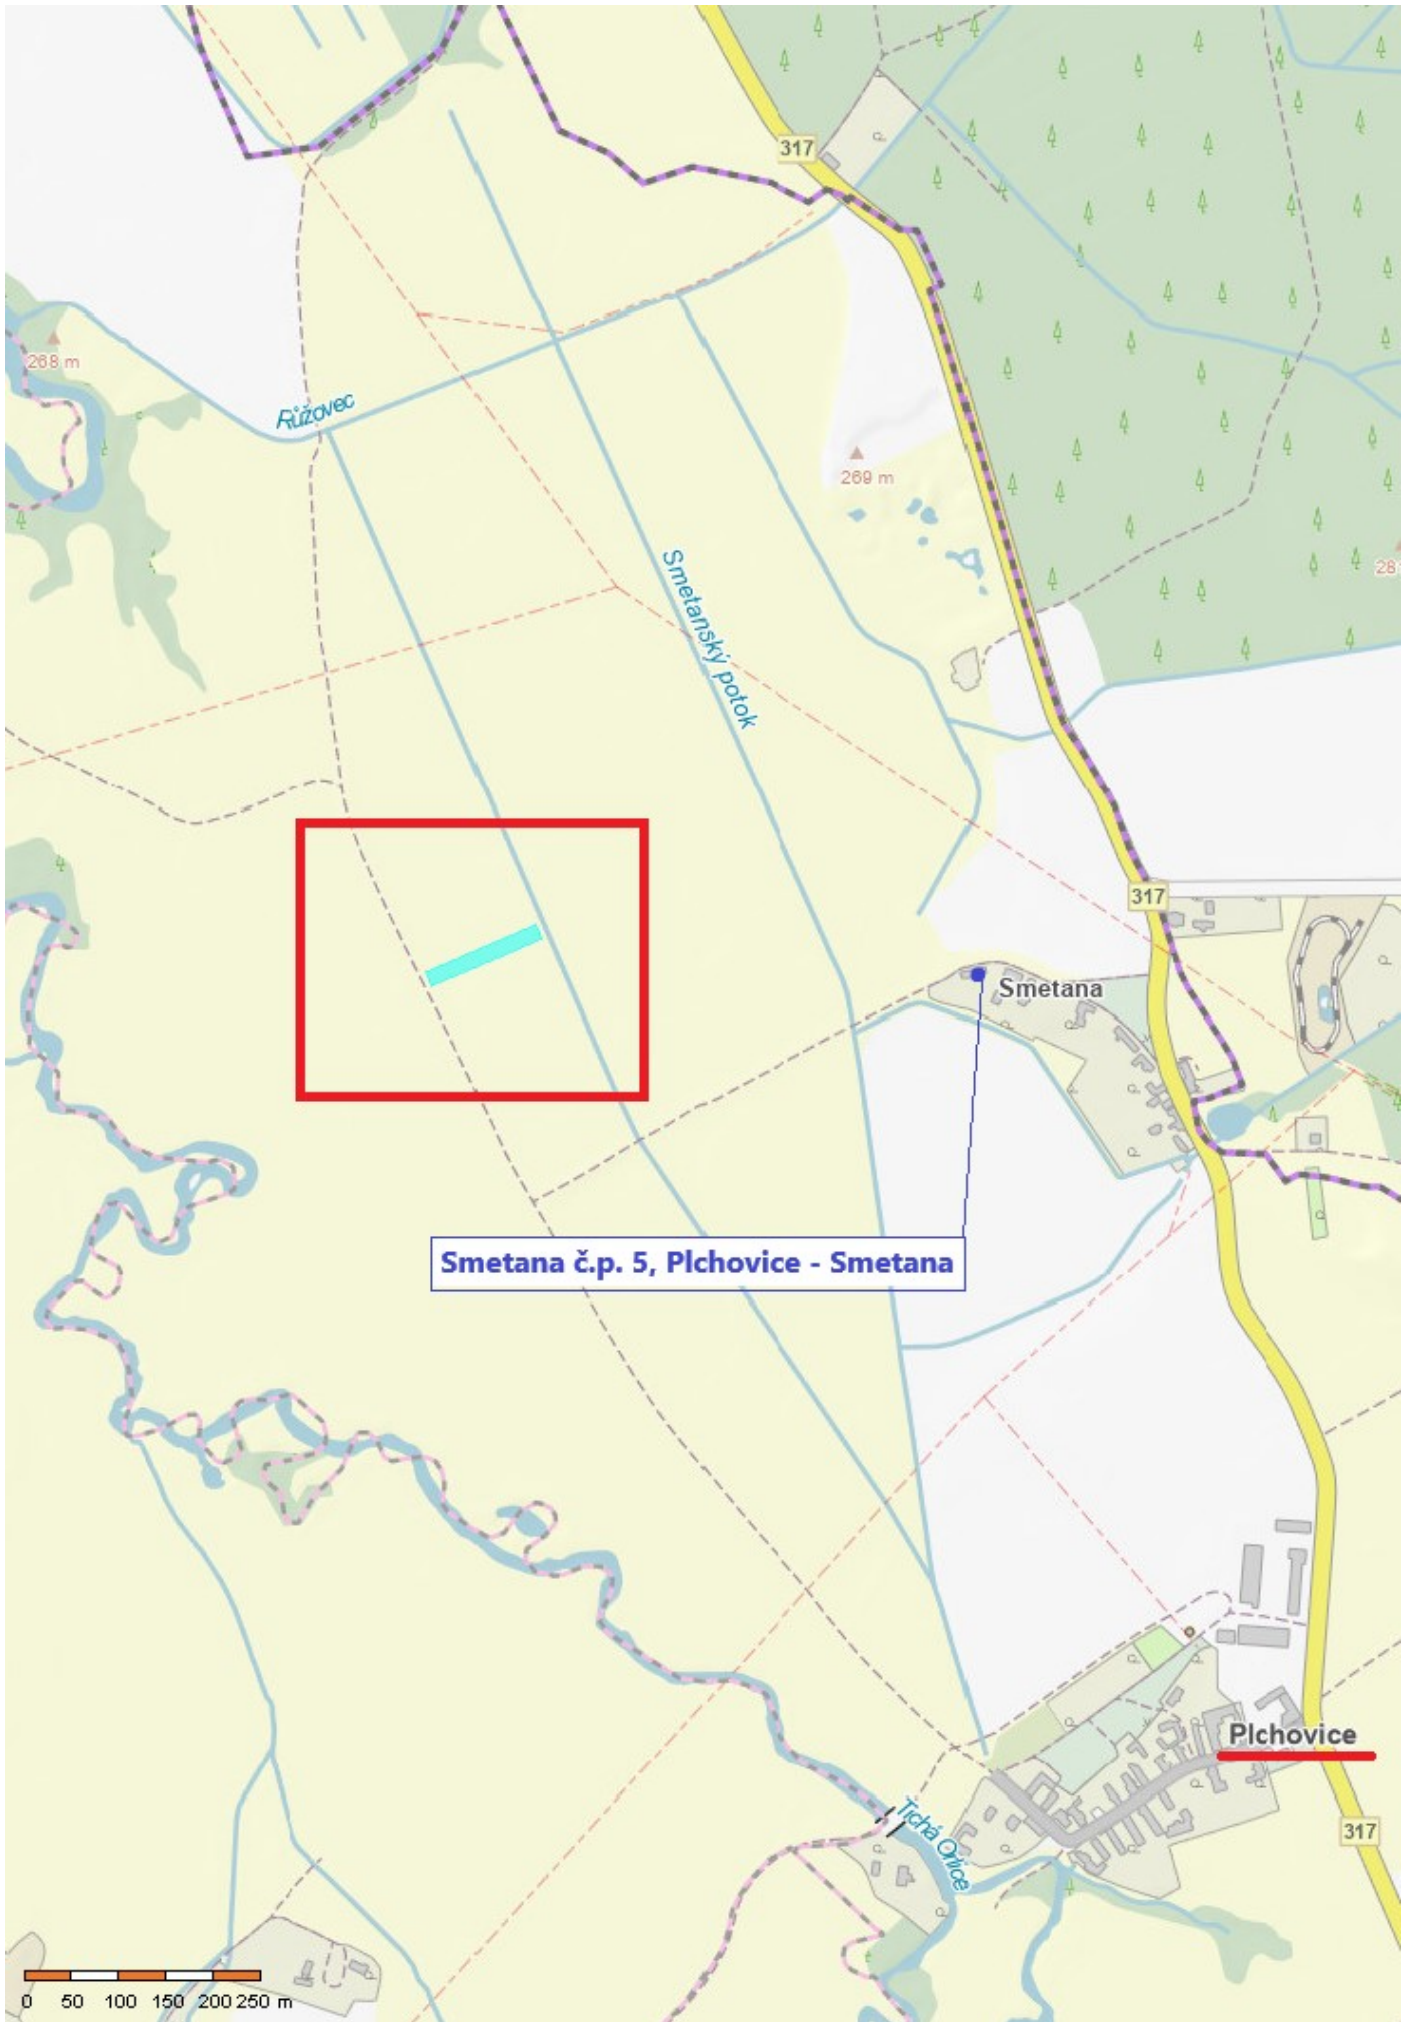 317
268 m
Růžovec
269 m
Smetanský potok
317
Smetana
Smetana č.p. 5, Plchovice - Smetana
Plchovice
317
Tichá Orlice
0 50 100 150 200 250 m